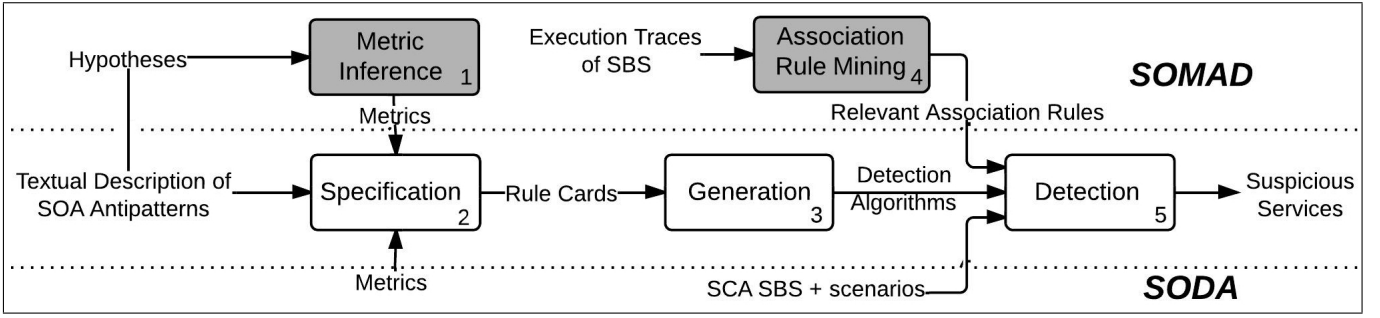 Hypotheses
Metric
Inference
1
Execution Traces
of SBS
Association
Rule Mining
4
SOMAD
Metrics
Relevant Association Rules
Textual Description of
SOA Antipatterns
Specification
2
Rule Cards
Generation
3
Detection
Algorithms
Detection
5
Suspicious
Services
Metrics
SCA SBS + scenarios
SODA